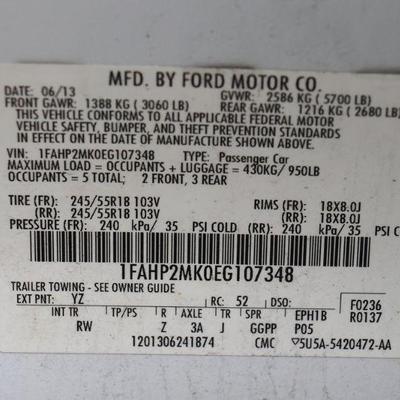 MFD. BY FORD MOTOR CO.
DATE: 06/13 GVWR: 2586 KG ( 5700 LB)
FRONT GAWR: 1388 KG ( 3060 LB) REAR GAWR: 1216 KG ( 2680 LB)
THIS VEHICLE CONFORMS TO ALL APPLICABLE FEDERAL MOTOR
VEHICLE SAFETY, BUMPER, AND THEFT PREVENTION STANDARDS
IN EFFECT ON THE DATE OF MANUFACTURE SHOWN ABOVE.
VIN: 1FAHP2MK0EG107348 TYPE: Passenger Car
MAXIMUM LOAD = OCCUPANTS + LUGGAGE = 430KG/ 950LB
OCCUPANTS = 5 TOTAL; 2 FRONT, 3 REAR
TIRE (FR): 245/55R18 103V RIMS (FR): 18X8.0J
(RR): 245/55R18 103V (RR): 18X8.0J
PRESSURE (FR): 240 kPa/ 35 PSI COLD (RR): 240 kPa/ 35 PSI COLD
1FAHP2MK0EG107348
TRAILER TOWING - SEE OWNER GUIDE
EXT PNT: YZ RC: 52 DSO: F0236
INT TR TP/PS R AXLE TR SPR EPH1B R0137
RW Z 3A J GGPP P05
1201306241874 CMC 5U5A-5420472-AA